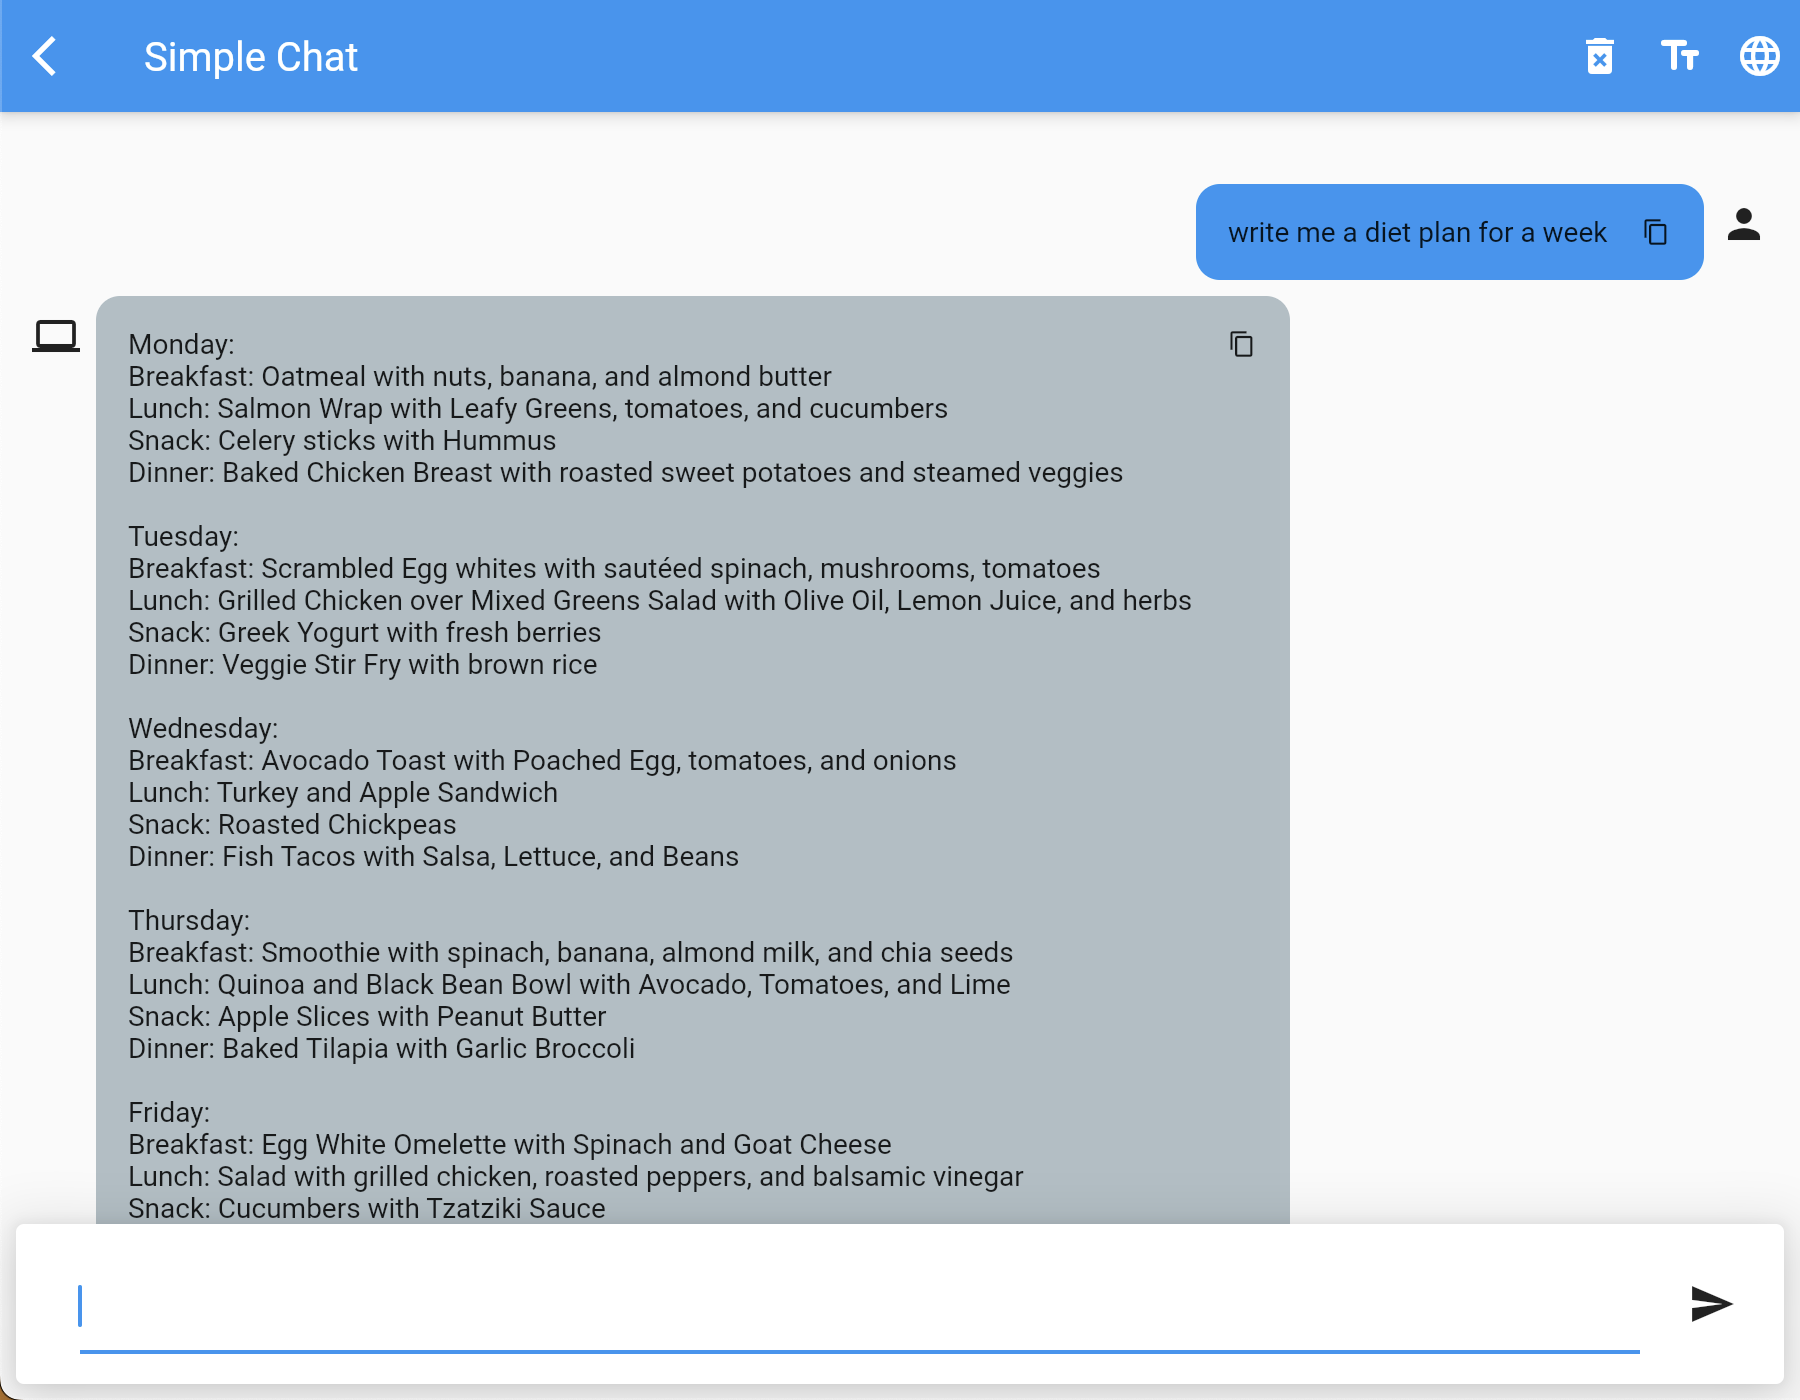 Simple Chat
write me a diet plan for a week
Monday:
Breakfast: Oatmeal with nuts, banana, and almond butter
Lunch: Salmon Wrap with Leafy Greens, tomatoes, and cucumbers
Snack: Celery sticks with Hummus
Dinner: Baked Chicken Breast with roasted sweet potatoes and steamed veggies
Tuesday:
Breakfast: Scrambled Egg whites with sautéed spinach, mushrooms, tomatoes
Lunch: Grilled Chicken over Mixed Greens Salad with Olive Oil, Lemon Juice, and herbs
Snack: Greek Yogurt with fresh berries
Dinner: Veggie Stir Fry with brown rice
Wednesday:
Breakfast: Avocado Toast with Poached Egg, tomatoes, and onions
Lunch: Turkey and Apple Sandwich
Snack: Roasted Chickpeas
Dinner: Fish Tacos with Salsa, Lettuce, and Beans
Thursday:
Breakfast: Smoothie with spinach, banana, almond milk, and chia seeds
Lunch: Quinoa and Black Bean Bowl with Avocado, Tomatoes, and Lime
Snack: Apple Slices with Peanut Butter
Dinner: Baked Tilapia with Garlic Broccoli
Friday:
Breakfast: Egg White Omelette with Spinach and Goat Cheese
Lunch: Salad with grilled chicken, roasted peppers, and balsamic vinegar
Snack: Cucumbers with Tzatziki Sauce